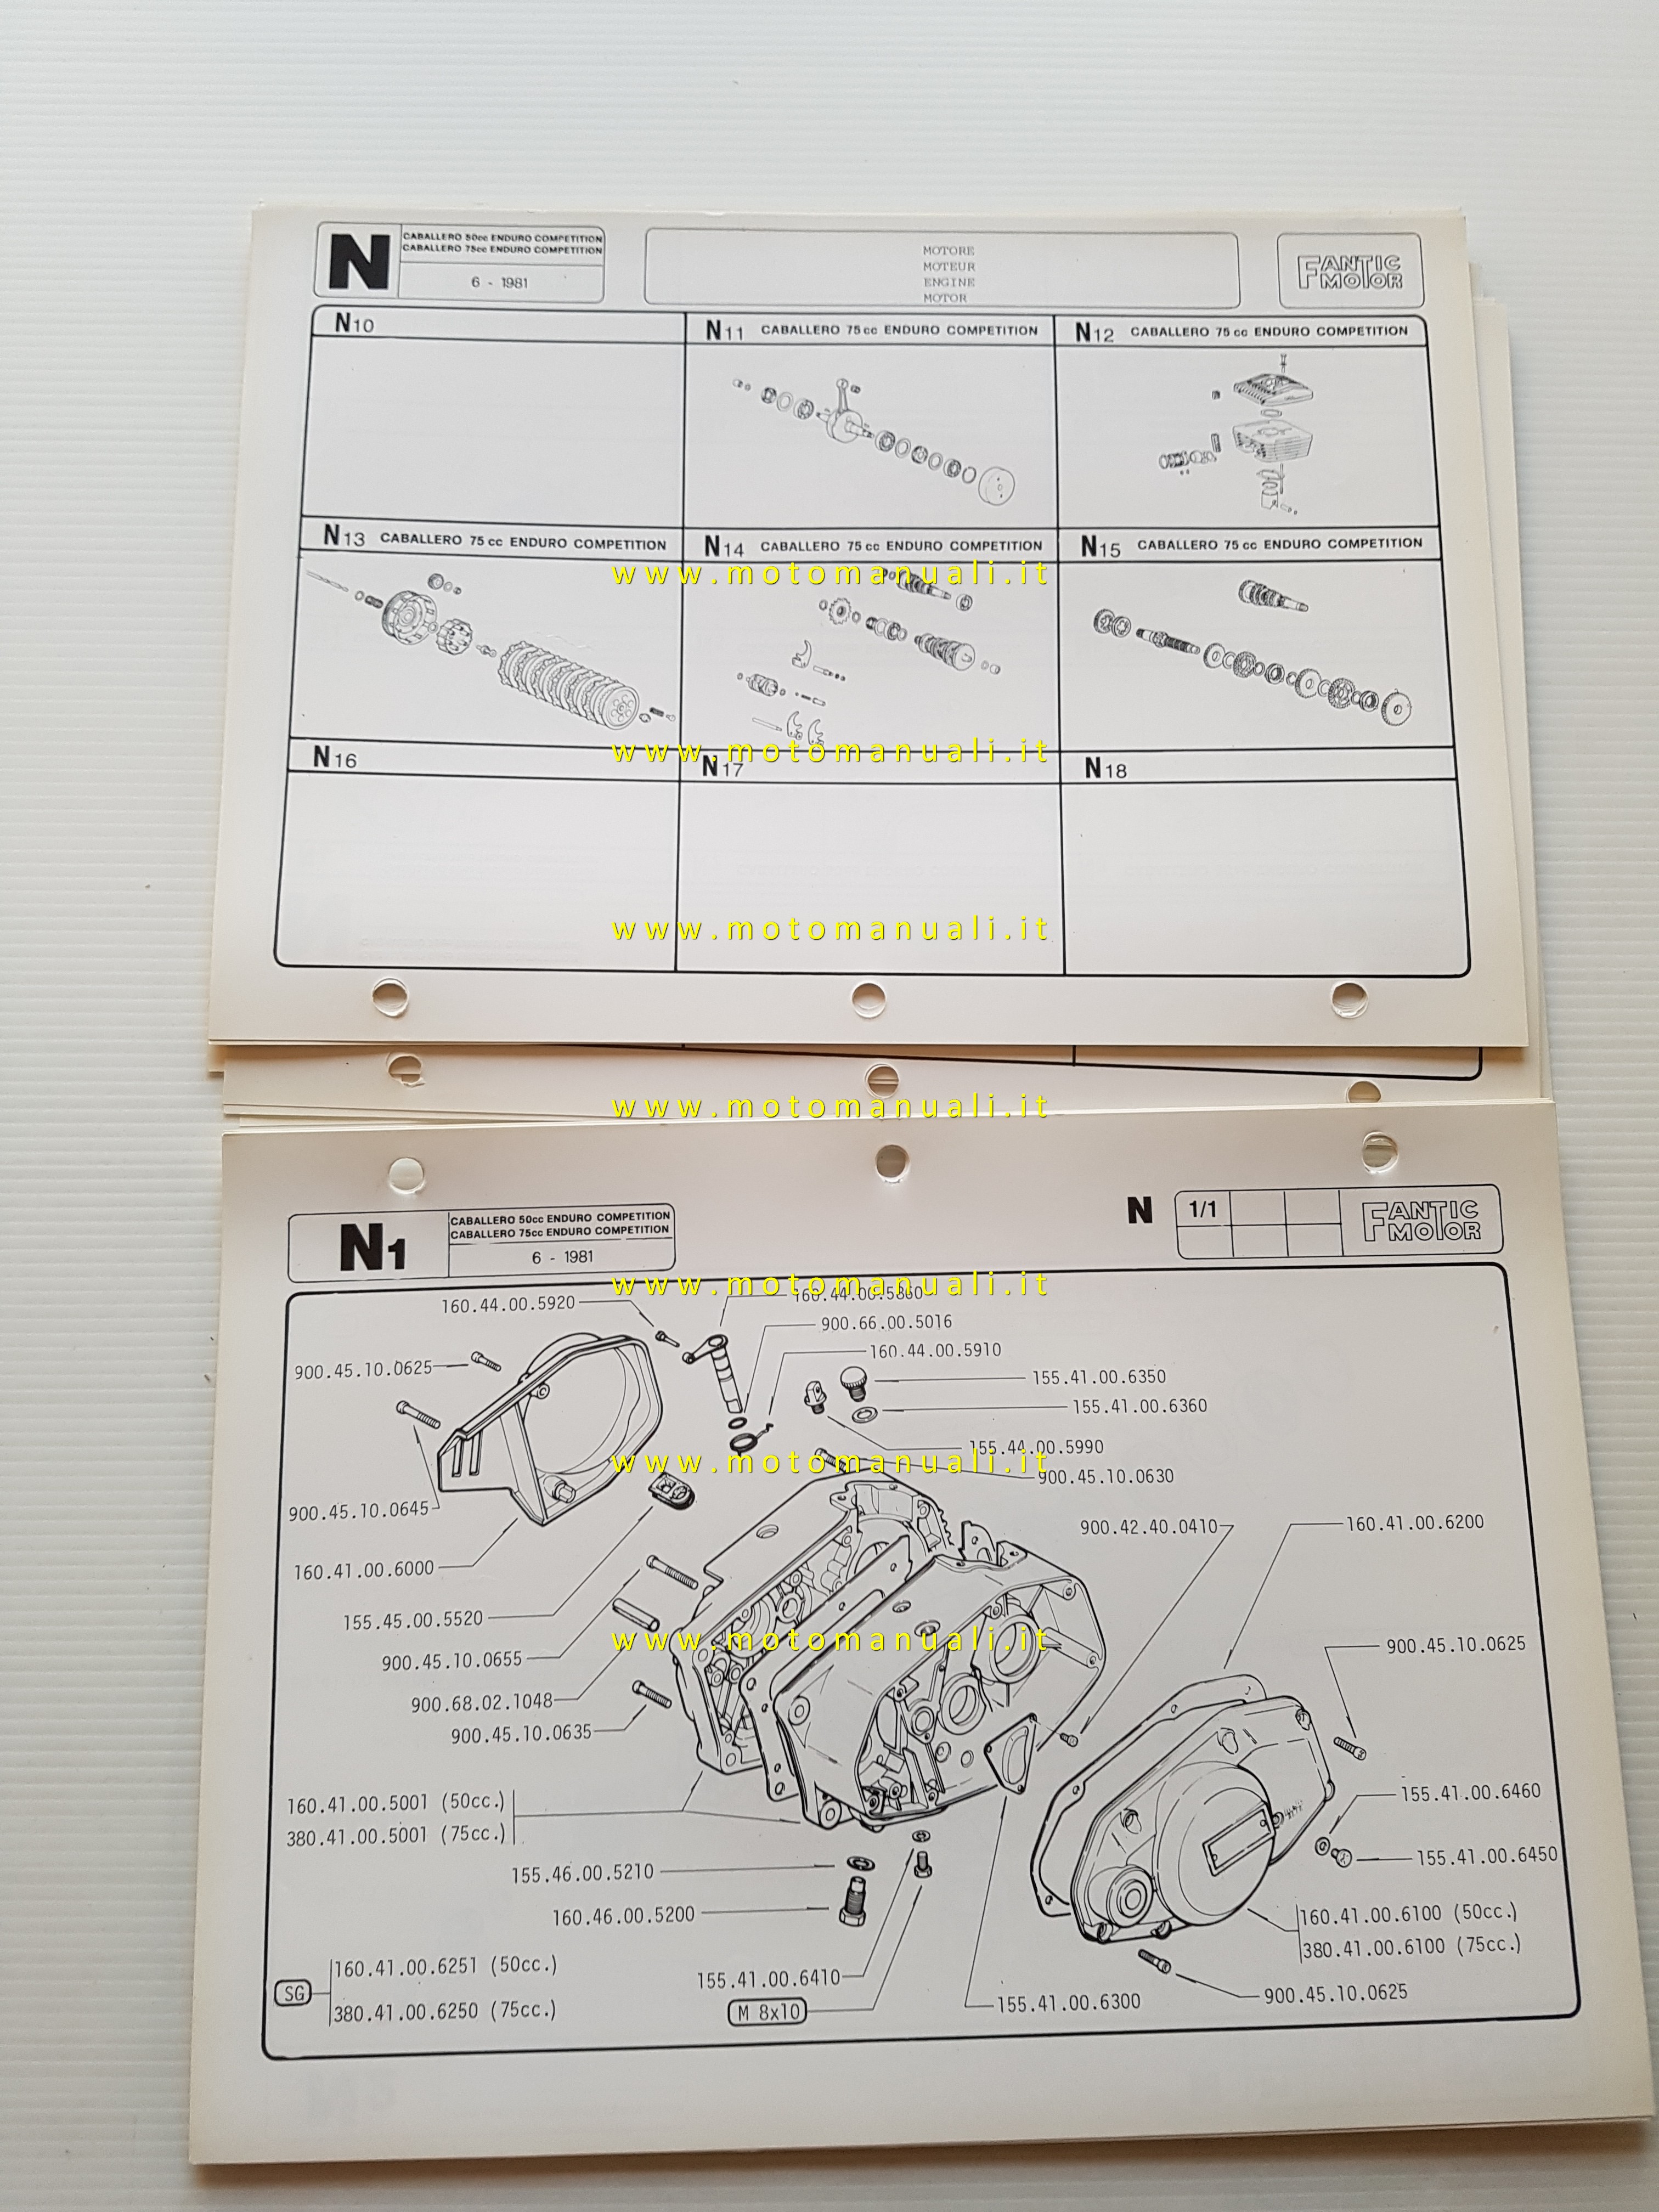 N
CABALLERO 50cc ENDURO COMPETITION
CABALLERO 75cc ENDURO COMPETITION
6 - 1981
MOTORE
MOTEUR
ENGINE
MOTOR
FANTIC MOTOR
N10
N11 CABALLERO 75cc ENDURO COMPETITION
N12 CABALLERO 75cc ENDURO COMPETITION
N13 CABALLERO 75cc ENDURO COMPETITION
N14 CABALLERO 75cc ENDURO COMPETITION
N15 CABALLERO 75cc ENDURO COMPETITION
www.motomanuali.it
www.motomanuali.it
N16
N17
N18
www.motomanuali.it
www.motomanuali.it
N1
CABALLERO 50cc ENDURO COMPETITION
CABALLERO 75cc ENDURO COMPETITION
6 - 1981
N
1/1
FANTIC MOTOR
www.motomanuali.it
160.44.00.5920
160.44.00.5860
900.66.00.5016
160.44.00.5910
900.45.10.0625
155.41.00.6350
155.41.00.6360
155.44.00.5990
www.motomanuali.it
900.45.10.0630
900.45.10.0645
900.42.40.0410
160.41.00.6200
160.41.00.6000
155.45.00.5520
www.motomanuali.it
900.45.10.0625
900.45.10.0655
900.68.02.1048
900.45.10.0635
160.41.00.5001 (50cc.)
380.41.00.5001 (75cc.)
155.41.00.6460
155.41.00.6450
155.46.00.5210
160.46.00.5200
160.41.00.6100 (50cc.)
380.41.00.6100 (75cc.)
SG
160.41.00.6251 (50cc.)
380.41.00.6250 (75cc.)
155.41.00.6410
M 8x10
155.41.00.6300
900.45.10.0625